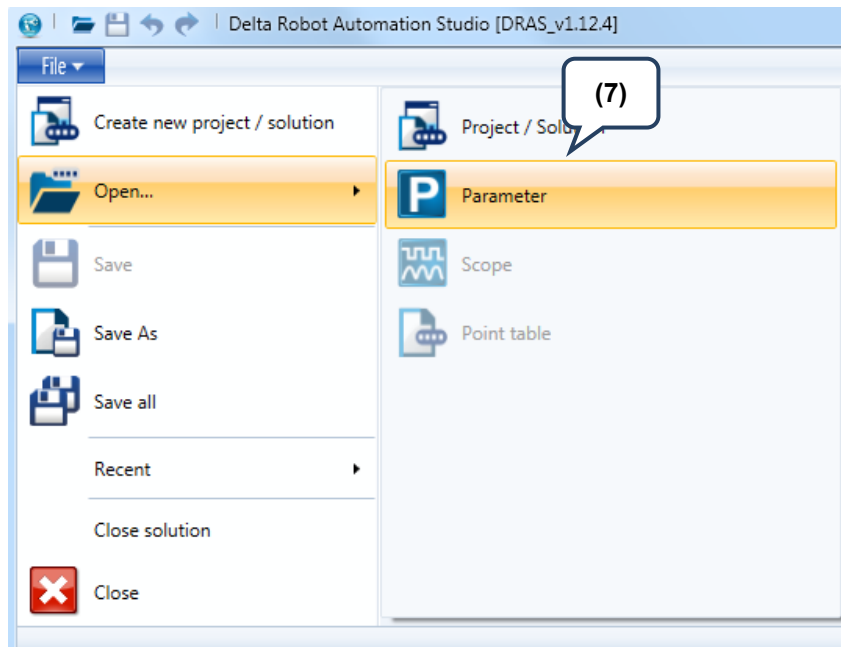 Delta Robot Automation Studio [DRAS_v1.12.4]
File
(7)
Create new project / solution
Project / Solution
Open...
P
Parameter
Save
Scope
Save As
Point table
Save all
Recent
Close solution
Close